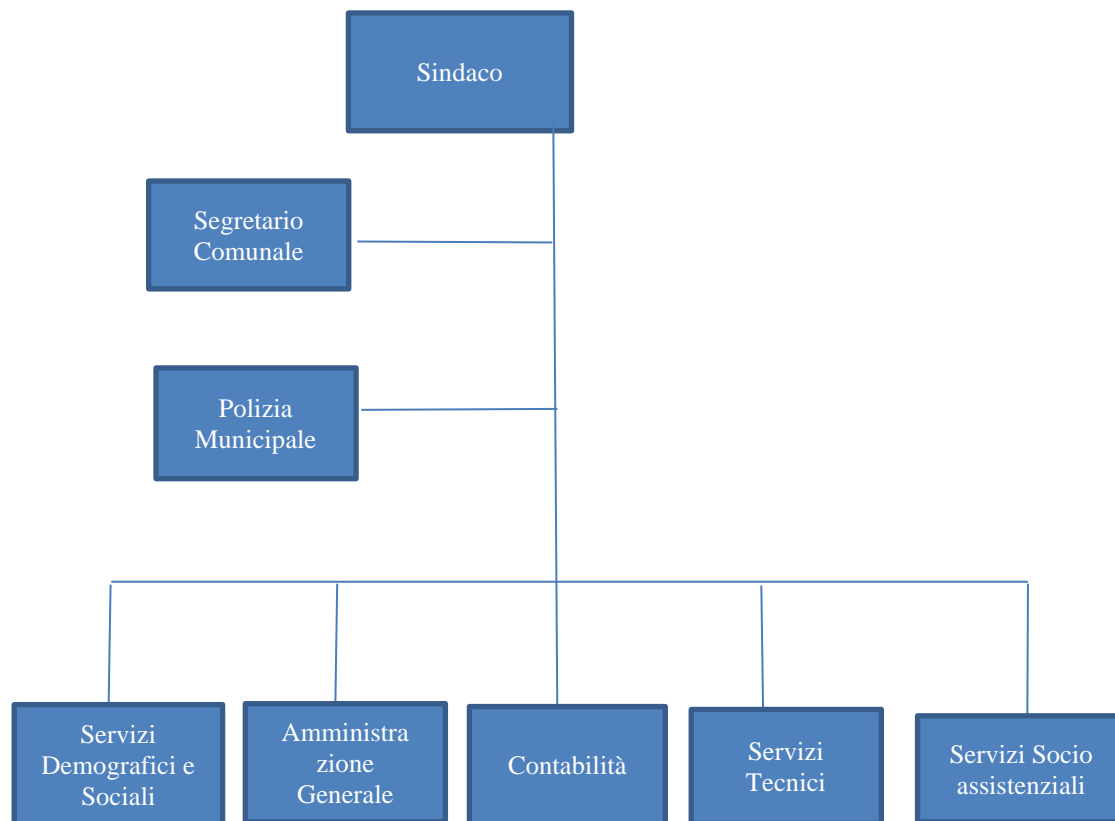 Sindaco
Segretario
Comunale
Polizia
Municipale
Servizi
Demografici e
Sociali
Amministra
zione
Generale
Contabilità
Servizi
Tecnici
Servizi Socio
assistenziali